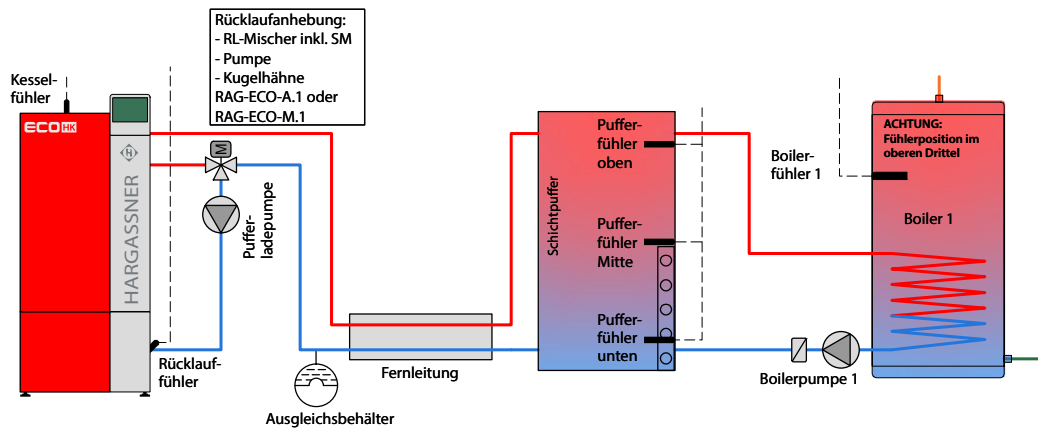 Rücklaufanhebung:
- RL-Mischer inkl. SM
- Pumpe
- Kugelhähne
RAG-ECO-A.1 oder
RAG-ECO-M.1
Kessel-
fühler
ECO HK
HARGASSNER
H
M
Puffer-
ladepumpe
Rücklauf-
fühler
Ausgleichsbehälter
Fernleitung
Schichtpuffer
Puffer-
fühler
oben
Puffer-
fühler
Mitte
Puffer-
fühler
unten
Boiler-
fühler 1
ACHTUNG:
Fühlerposition im
oberen Drittel
Boiler 1
Boilerpumpe 1